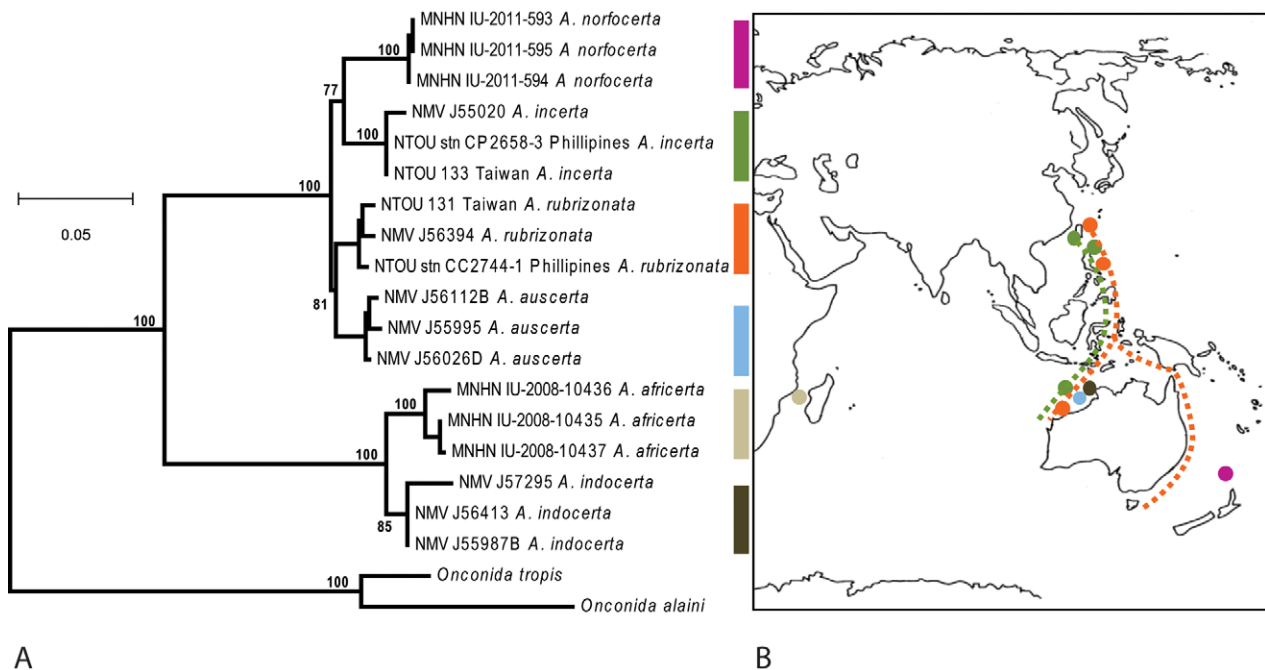 MNHN IU-2011-593 A. norfocerta
100
MNHN IU-2011-595 A. norfocerta
MNHN IU-2011-594 A. norfocerta
77
NMV J55020 A. incerta
100
NTOU stn CP2658-3 Phillipines A. incerta
NTOU 133 Taiwan A. incerta
100
NTOU 131 Taiwan A. rubrizonata
0.05
NMV J56394 A. rubrizonata
NTOU stn CC2744-1 Phillipines A. rubrizonata
81
NMV J56112B A. auscerta
100
NMV J55995 A. auscerta
NMV J56026D A. auscerta
MNHN IU-2008-10436 A. africerta
100
MNHN IU-2008-10435 A. africerta
100
MNHN IU-2008-10437 A. africerta
NMV J57295 A. indocerta
NMV J56413 A. indocerta
85
NMV J55987B A. indocerta
Onconida tropis
100
Onconida alaini
A
B